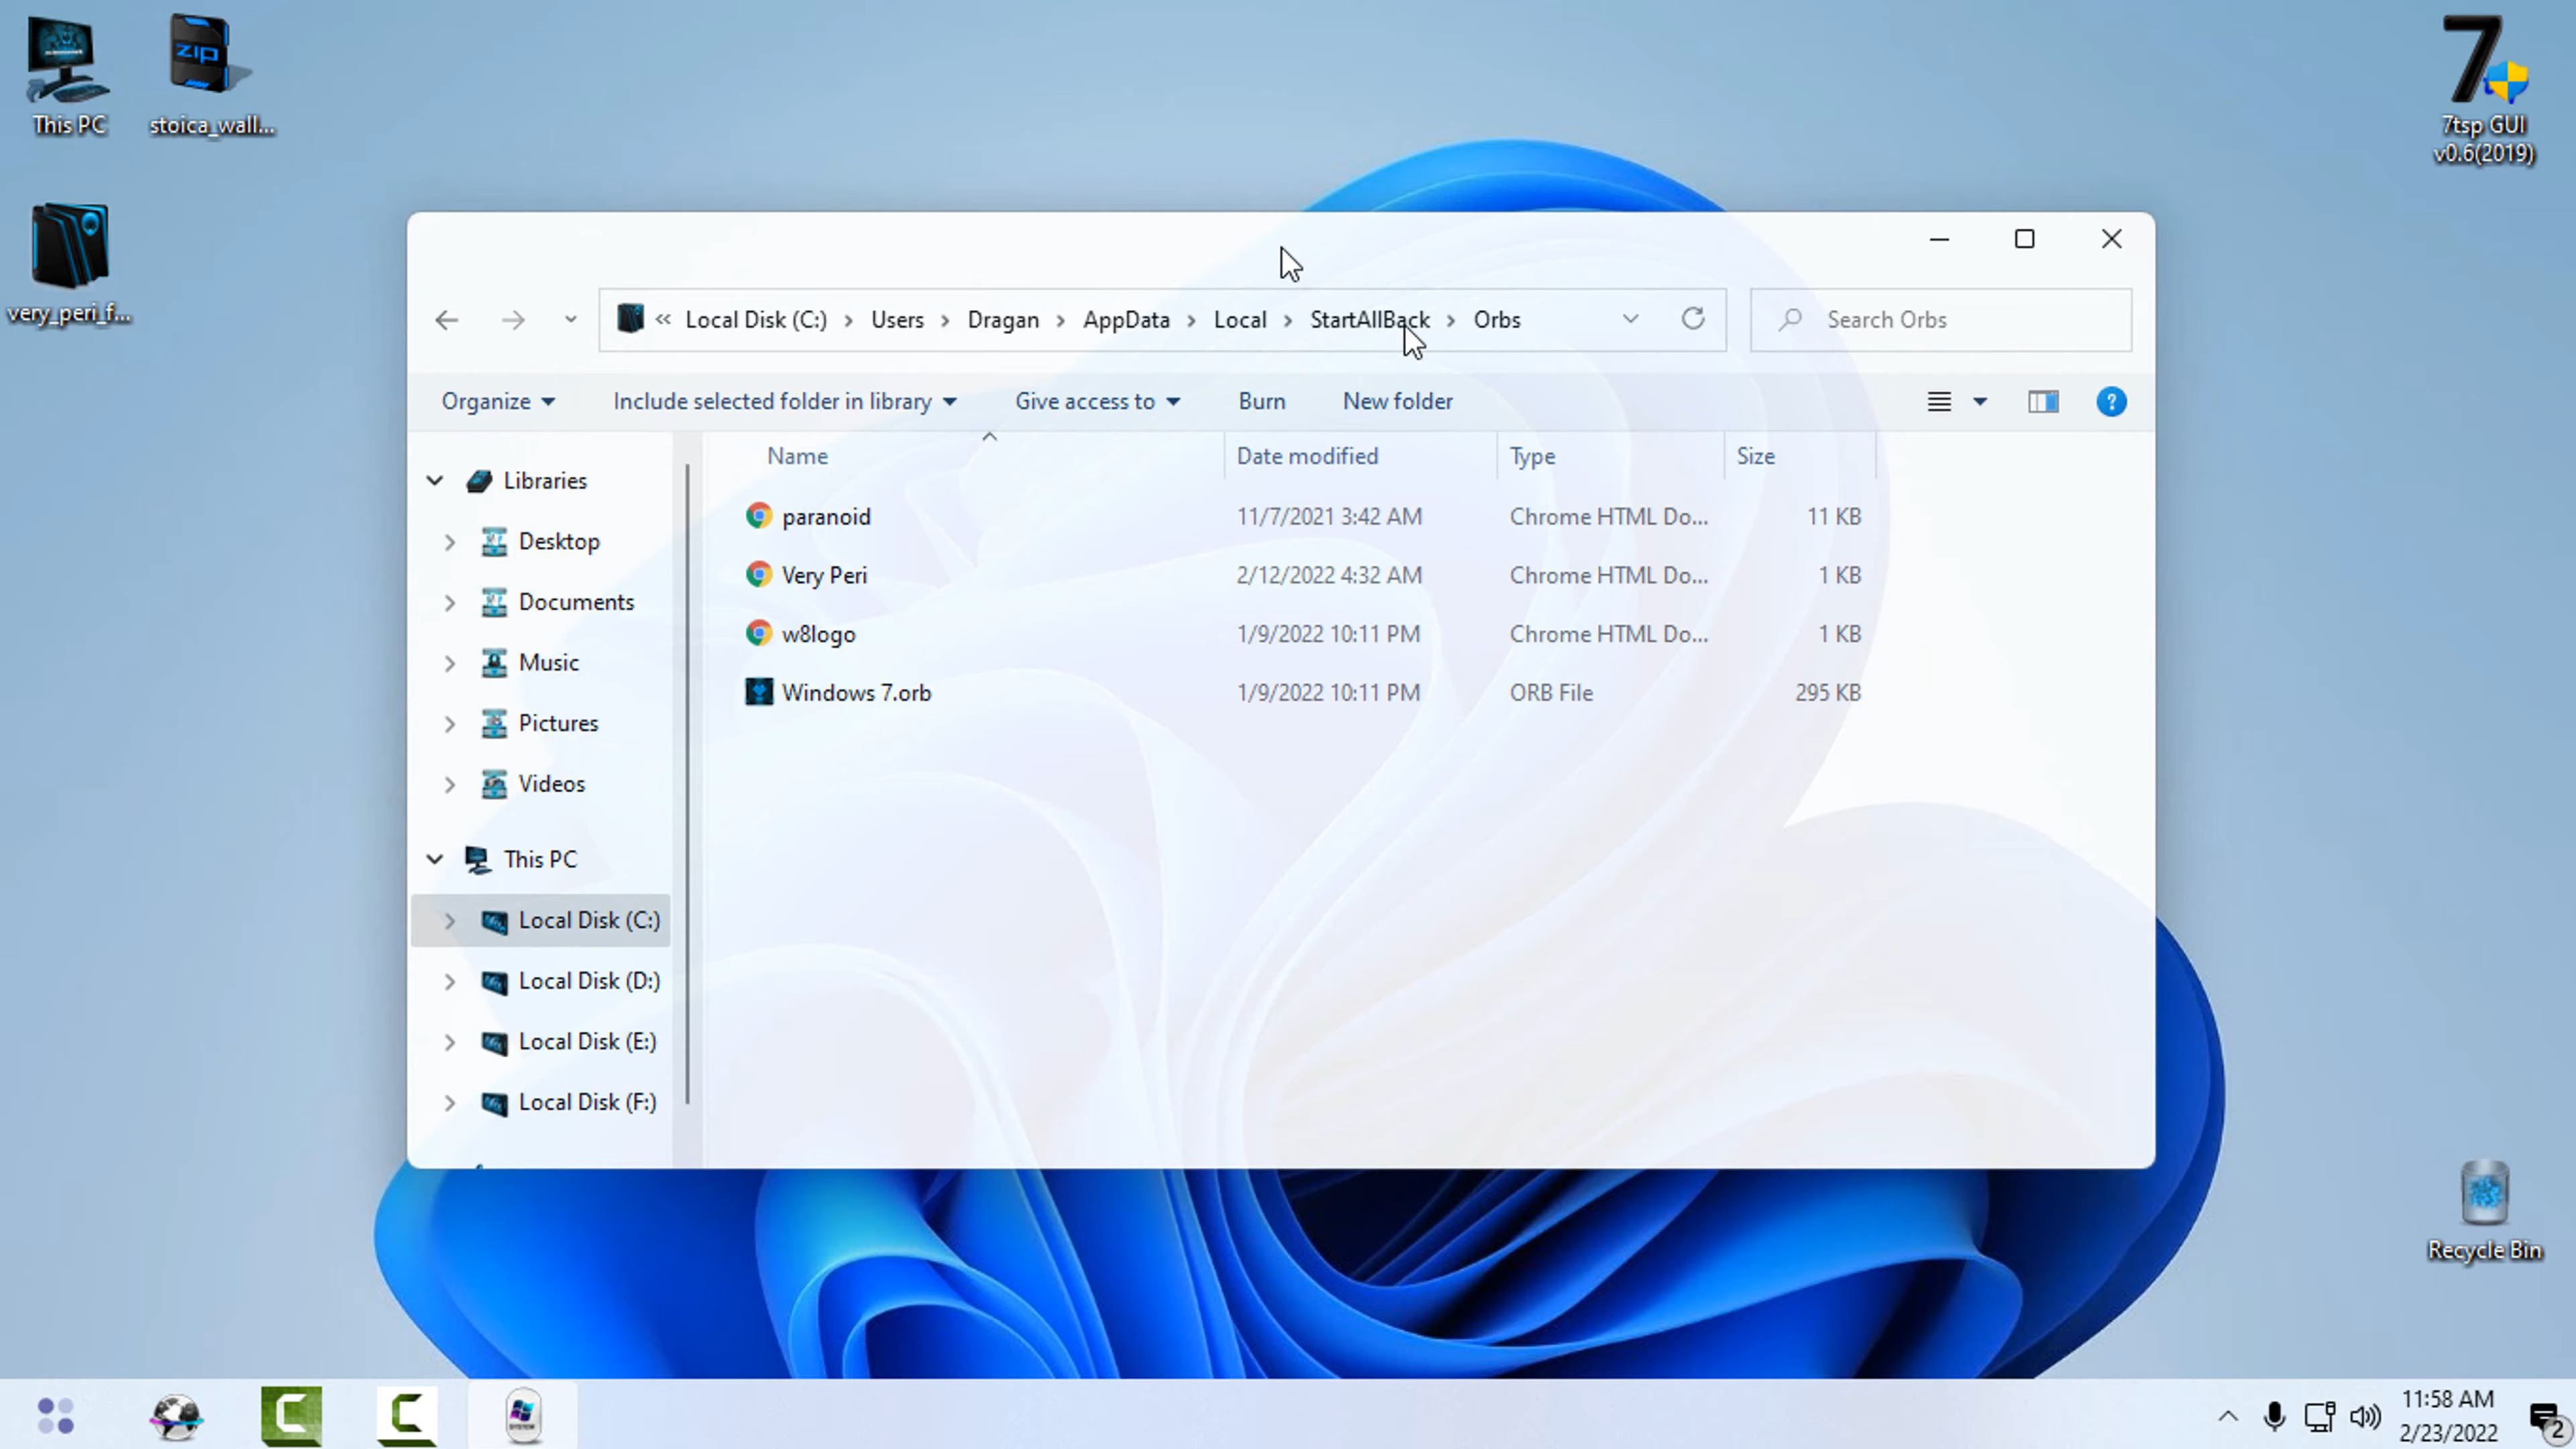 This PC
zip
stoica_wall...
7
7tsp GUI
v0.6(2019)
very_peri_f...
« Local Disk (C:) › Users › Dragan › AppData › Local › StartAllBack › Orbs
Search Orbs
Organize
Include selected folder in library
Give access to
Burn
New folder
?
Name
Date modified
Type
Size
paranoid
11/7/2021 3:42 AM
Chrome HTML Do...
11 KB
Very Peri
2/12/2022 4:32 AM
Chrome HTML Do...
1 KB
w8logo
1/9/2022 10:11 PM
Chrome HTML Do...
1 KB
Windows 7.orb
1/9/2022 10:11 PM
ORB File
295 KB
Libraries
Desktop
Documents
Music
Pictures
Videos
This PC
Local Disk (C:)
Local Disk (D:)
Local Disk (E:)
Local Disk (F:)
Recycle Bin
C
C
SYSTEM
11:58 AM
2/23/2022
2